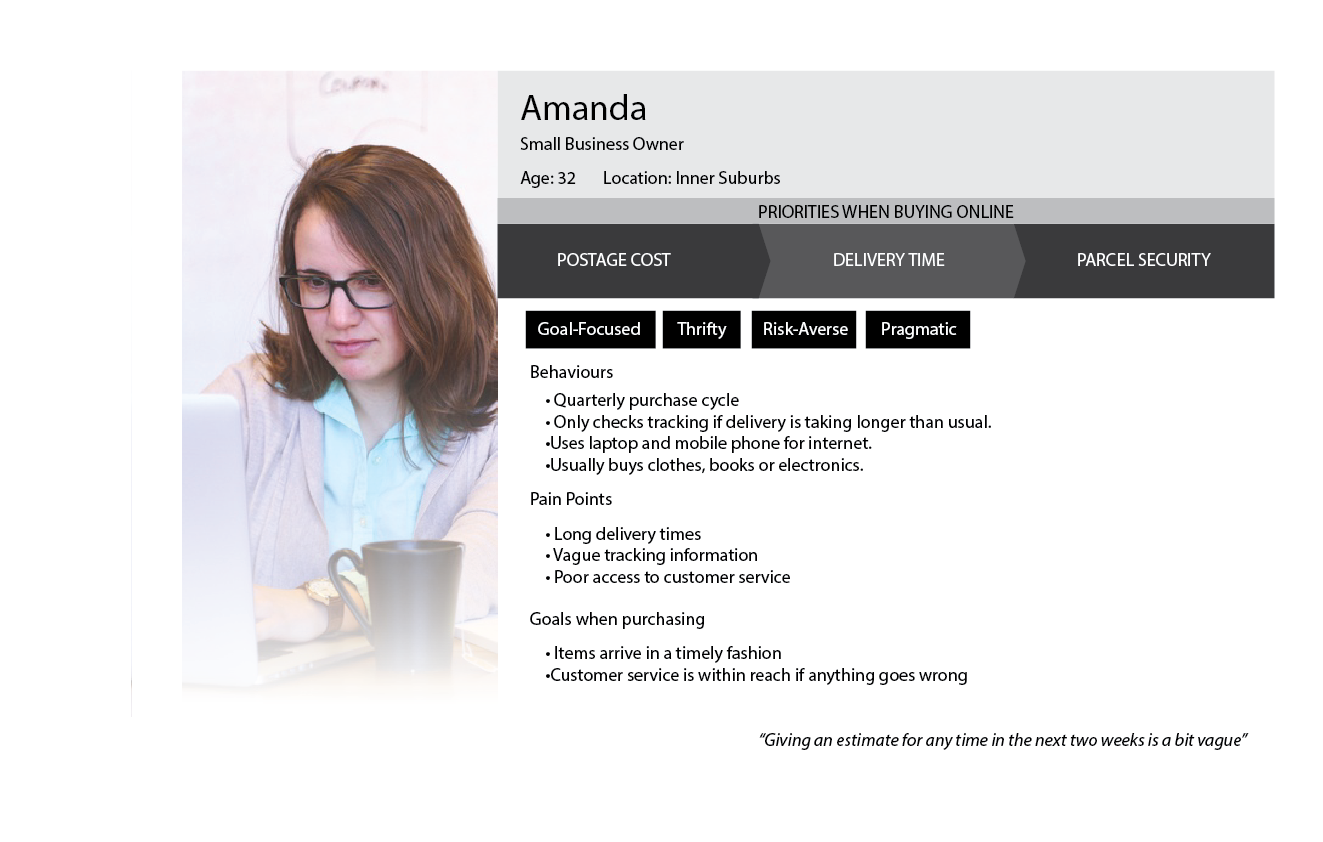 Amanda
Small Business Owner
Age: 32 Location: Inner Suburbs
PRIORITIES WHEN BUYING ONLINE
POSTAGE COST DELIVERY TIME PARCEL SECURITY
Goal-Focused Thrifty Risk-Averse Pragmatic
Behaviours
• Quarterly purchase cycle
• Only checks tracking if delivery is taking longer than usual.
•Uses laptop and mobile phone for internet.
•Usually buys clothes, books or electronics.
Pain Points
• Long delivery times
• Vague tracking information
• Poor access to customer service
Goals when purchasing
• Items arrive in a timely fashion
•Customer service is within reach if anything goes wrong
“Giving an estimate for any time in the next two weeks is a bit vague”